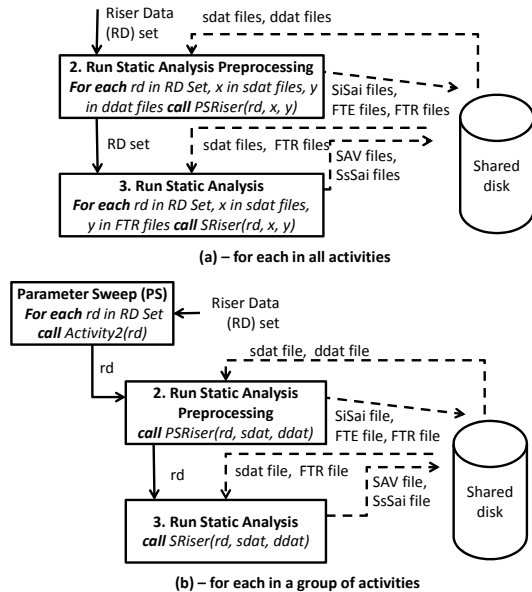 Riser Data
(RD) set
sdat files, ddat files
2. Run Static Analysis Preprocessing
For each rd in RD Set, x in sdat files, y
in ddat files call PSRiser(rd, x, y)
SiSai files,
FTE files, FTR files
RD set
sdat files, FTR files
SAV files,
SsSai files
Shared
disk
3. Run Static Analysis
For each rd in RD Set, x in sdat files,
y in FTR files call SRiser(rd, x, y)
(a) – for each in all activities
Parameter Sweep (PS)
For each rd in RD Set
call Activity2(rd)
Riser Data
(RD) set
rd
sdat file, ddat file
2. Run Static Analysis
Preprocessing
call PSRiser(rd, sdat, ddat)
SiSai file,
FTE file, FTR file
rd
sdat file, FTR file
SAV file,
SsSai file
Shared
disk
3. Run Static Analysis
call SRiser(rd, sdat, ddat)
(b) – for each in a group of activities